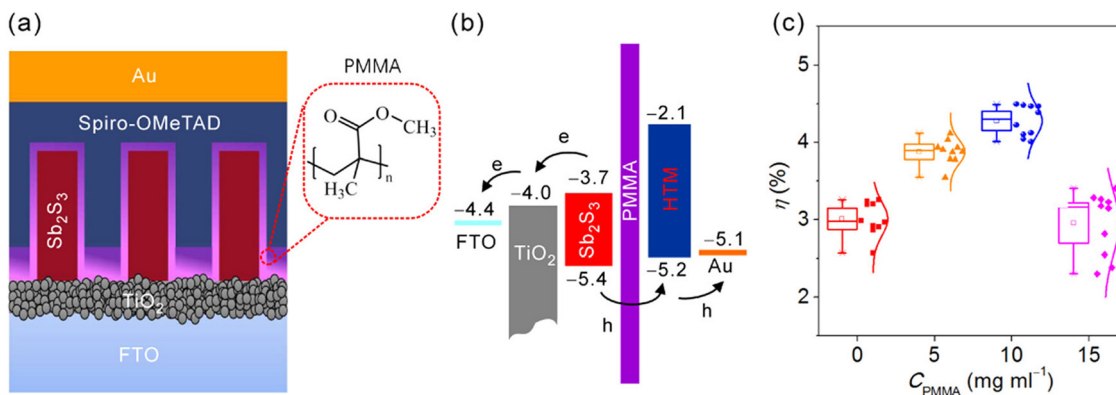 (a)
Au
Spiro-OMeTAD
Sb₂S₃
TiO₂
FTO
PMMA
O
O
CH₃
H₃C
n
(b)
e
e
−2.1
−3.7
−4.0
−4.4
FTO
TiO₂
Sb₂S₃
PMMA
HTM
−5.1
Au
−5.2
−5.4
h
h
(c)
5
4
3
2
η (%)
0
5
10
15
C_PMMA (mg ml⁻¹)